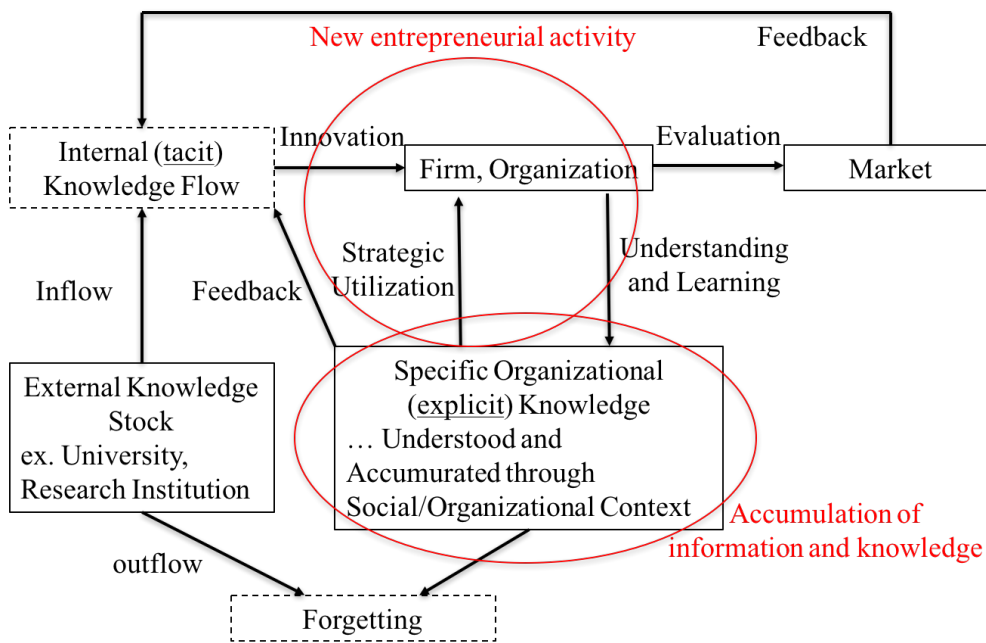 New entrepreneurial activity
Feedback
Innovation
Evaluation
Internal (tacit)
Knowledge Flow
Firm, Organization
Market
Strategic
Utilization
Understanding
and Learning
Inflow
Feedback
External Knowledge
Stock
ex. University,
Research Institution
Specific Organizational
(explicit) Knowledge
… Understood and
Accumurated through
Social/Organizational Context
Accumulation of
information and knowledge
outflow
Forgetting